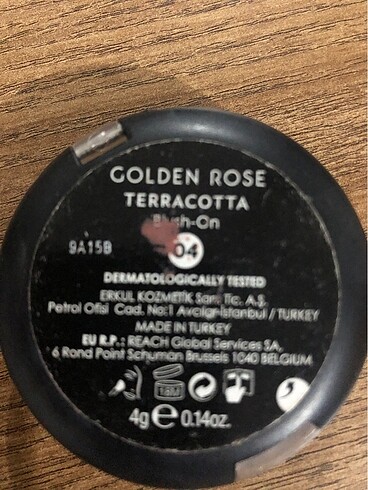 GOLDEN ROSE
TERRACOTTA
Blush-On
9A15B
04
DERMATOLOGICALLY TESTED
ERKUL KOZMETİK San. Tic. A.Ş.
Petrol Ofisi Cad. No:1 Avcılar-İstanbul / TURKEY
MADE IN TURKEY
EU R.P.: REACH Global Services SA,
6 Rond Point Schuman Brussels 1040 BELGIUM
18M
4g e 0.14oz.